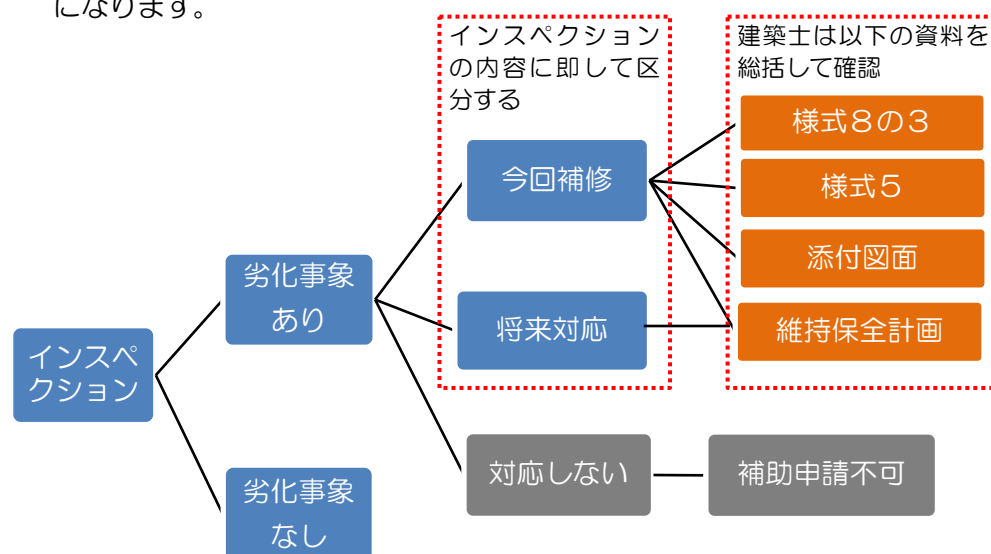 になります。
インスペクション
の内容に即して区
分する
建築士は以下の資料を
総括して確認
様式８の３
今回補修
様式５
添付図面
劣化事象
あり
将来対応
維持保全計画
インスペ
クション
対応しない
補助申請不可
劣化事象
なし